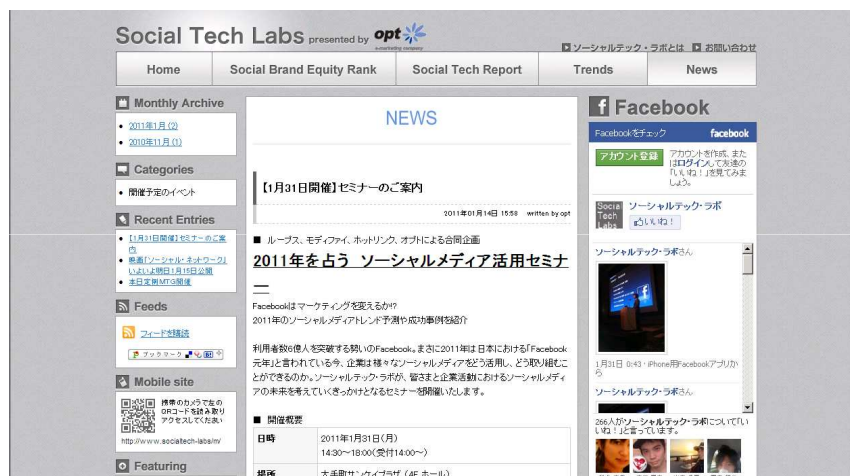 Social Tech Labs presented by opt
e-marketing company
ソーシャルテック・ラボとは お問い合わせ
Home Social Brand Equity Rank Social Tech Report Trends News
Monthly Archive
2011年1月 (2)
2010年11月 (1)
Categories
開催予定のイベント
Recent Entries
【1月31日開催】セミナーのご案
内
映画「ソーシャル・ネットワーク」
いよいよ明日1月15日公開
本日定例MTG開催
Feeds
フィードを購読
ブックマーク
Mobile site
携帯のカメラで左の
QRコードを読み取り
アクセスしてください
http://www.socialtech-labs/m/
Featuring
NEWS
【1月31日開催】セミナーのご案内
2011年01月14日 15:58 written by opt
■ ループス、モディファイ、ホットリンク、オプトによる合同企画
2011年を占う ソーシャルメディア活用セミナ
ー
Facebookはマーケティングを変えるか!?
2011年のソーシャルメディアトレンド予測や成功事例を紹介
利用者数6億人を突破する勢いのFacebook。まさに2011年は日本における「Facebook
元年」と言われている今、企業は様々なソーシャルメディアをどう活用し、どう取り組むこ
とができるのか。ソーシャルテック・ラボが、皆さまと企業活動におけるソーシャルメディ
アの未来を考えていくきっかけとなるセミナーを開催いたします。
■ 開催概要
日時 2011年1月31日(月)
14:30～18:00(受付14:00～)
場所 大手町サンケイプラザ (4F ホール)
Facebook
Facebookをチェック facebook
アカウント登録
アカウントを作成、また
はログインして友達の
「いいね!」を見てみま
しょう。
Social
Tech
Labs
ソーシャルテック・ラボ
いいね!
ソーシャルテック・ラボさん
1月31日 0:43 · iPhone用Facebookアプリか
ら
ソーシャルテック・ラボさん
266人がソーシャルテック・ラボについて「い
いね!」と言っています。